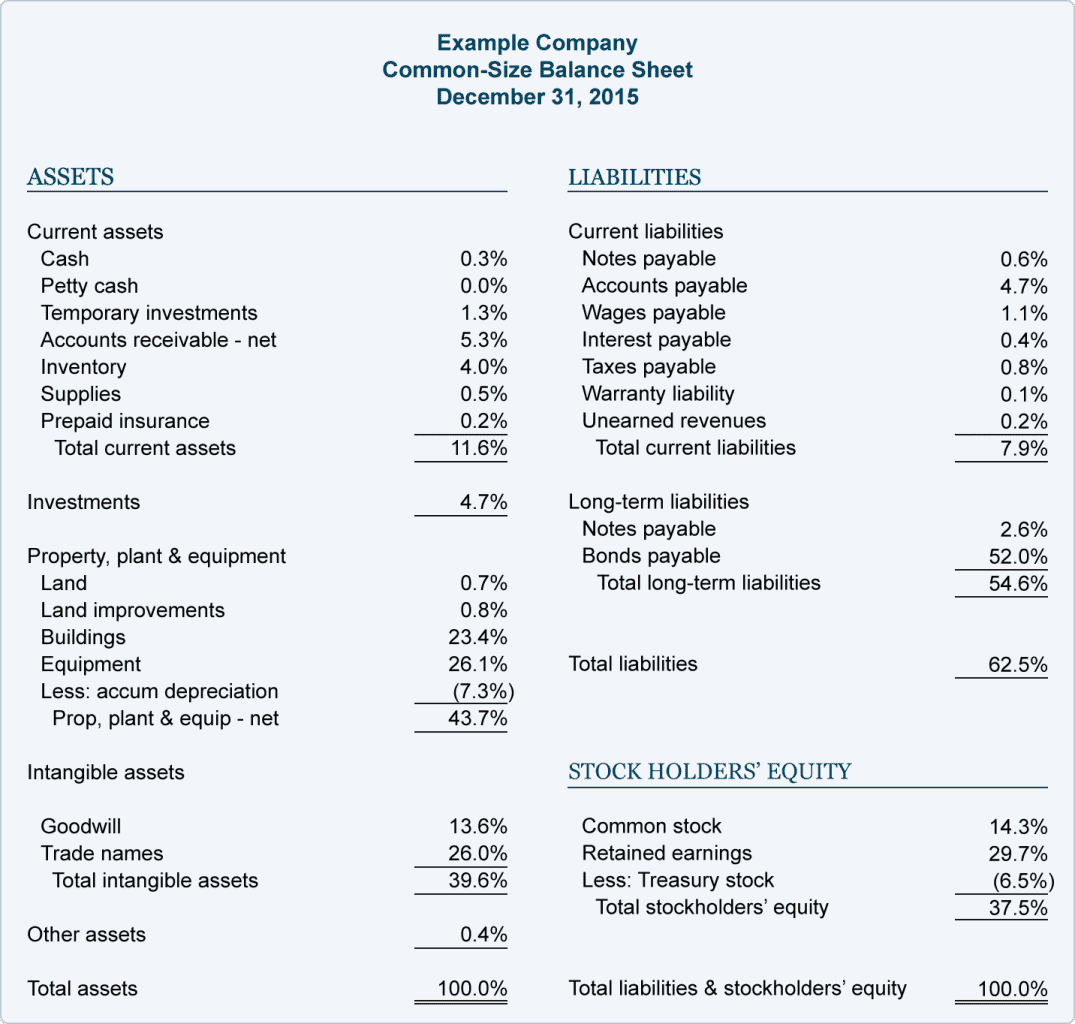 Example Company
Common-Size Balance Sheet
December 31, 2015
ASSETS
Current assets
Cash 0.3%
Petty cash 0.0%
Temporary investments 1.3%
Accounts receivable - net 5.3%
Inventory 4.0%
Supplies 0.5%
Prepaid insurance 0.2%
Total current assets 11.6%
Investments 4.7%
Property, plant & equipment
Land 0.7%
Land improvements 0.8%
Buildings 23.4%
Equipment 26.1%
Less: accum depreciation (7.3%)
Prop, plant & equip - net 43.7%
Intangible assets
Goodwill 13.6%
Trade names 26.0%
Total intangible assets 39.6%
Other assets 0.4%
Total assets 100.0%
LIABILITIES
Current liabilities
Notes payable 0.6%
Accounts payable 4.7%
Wages payable 1.1%
Interest payable 0.4%
Taxes payable 0.8%
Warranty liability 0.1%
Unearned revenues 0.2%
Total current liabilities 7.9%
Long-term liabilities
Notes payable 2.6%
Bonds payable 52.0%
Total long-term liabilities 54.6%
Total liabilities 62.5%
STOCK HOLDERS’ EQUITY
Common stock 14.3%
Retained earnings 29.7%
Less: Treasury stock (6.5%)
Total stockholders’ equity 37.5%
Total liabilities & stockholders’ equity 100.0%